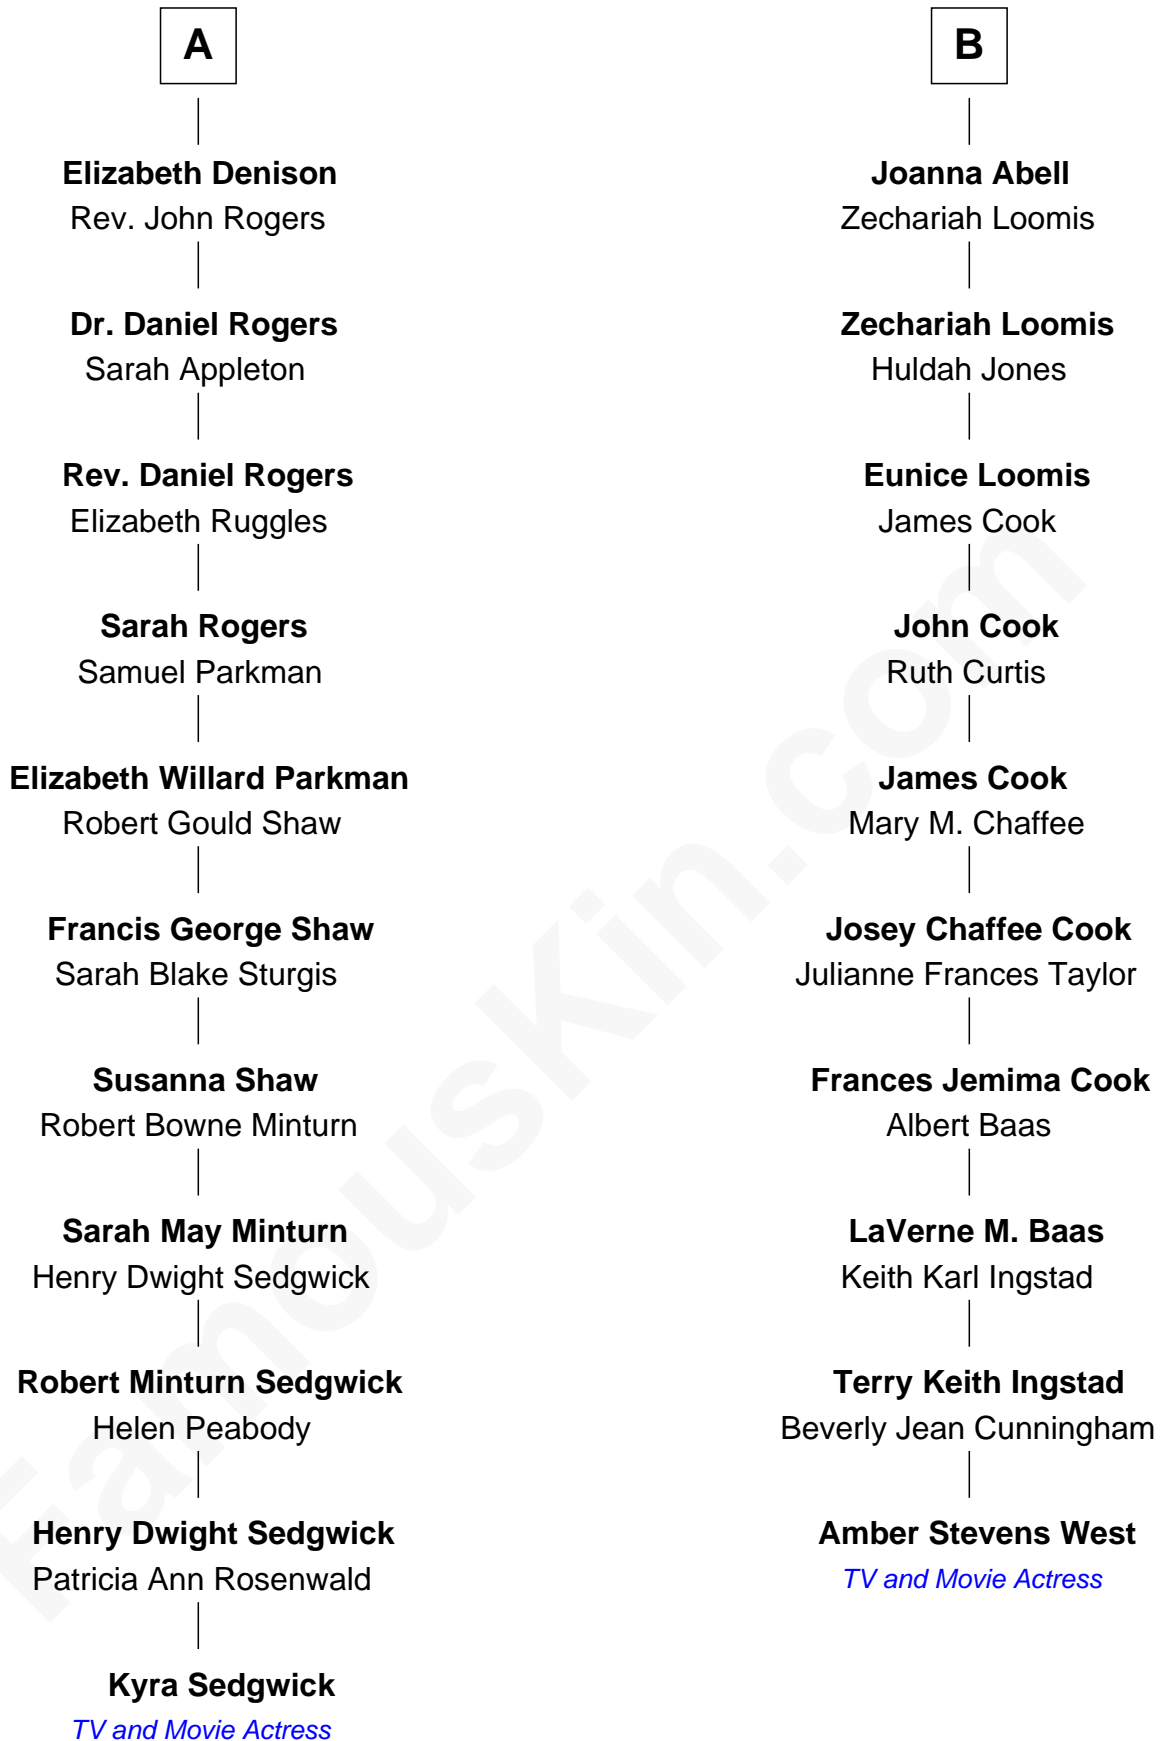 A
Elizabeth Denison
Rev. John Rogers
Dr. Daniel Rogers
Sarah Appleton
Rev. Daniel Rogers
Elizabeth Ruggles
Sarah Rogers
Samuel Parkman
Elizabeth Willard Parkman
Robert Gould Shaw
Francis George Shaw
Sarah Blake Sturgis
Susanna Shaw
Robert Bowne Minturn
Sarah May Minturn
Henry Dwight Sedgwick
Robert Minturn Sedgwick
Helen Peabody
Henry Dwight Sedgwick
Patricia Ann Rosenwald
Kyra Sedgwick
TV and Movie Actress
B
Joanna Abell
Zechariah Loomis
Zechariah Loomis
Huldah Jones
Eunice Loomis
James Cook
John Cook
Ruth Curtis
James Cook
Mary M. Chaffee
Josey Chaffee Cook
Julianne Frances Taylor
Frances Jemima Cook
Albert Baas
LaVerne M. Baas
Keith Karl Ingstad
Terry Keith Ingstad
Beverly Jean Cunningham
Amber Stevens West
TV and Movie Actress
FamousKin.com